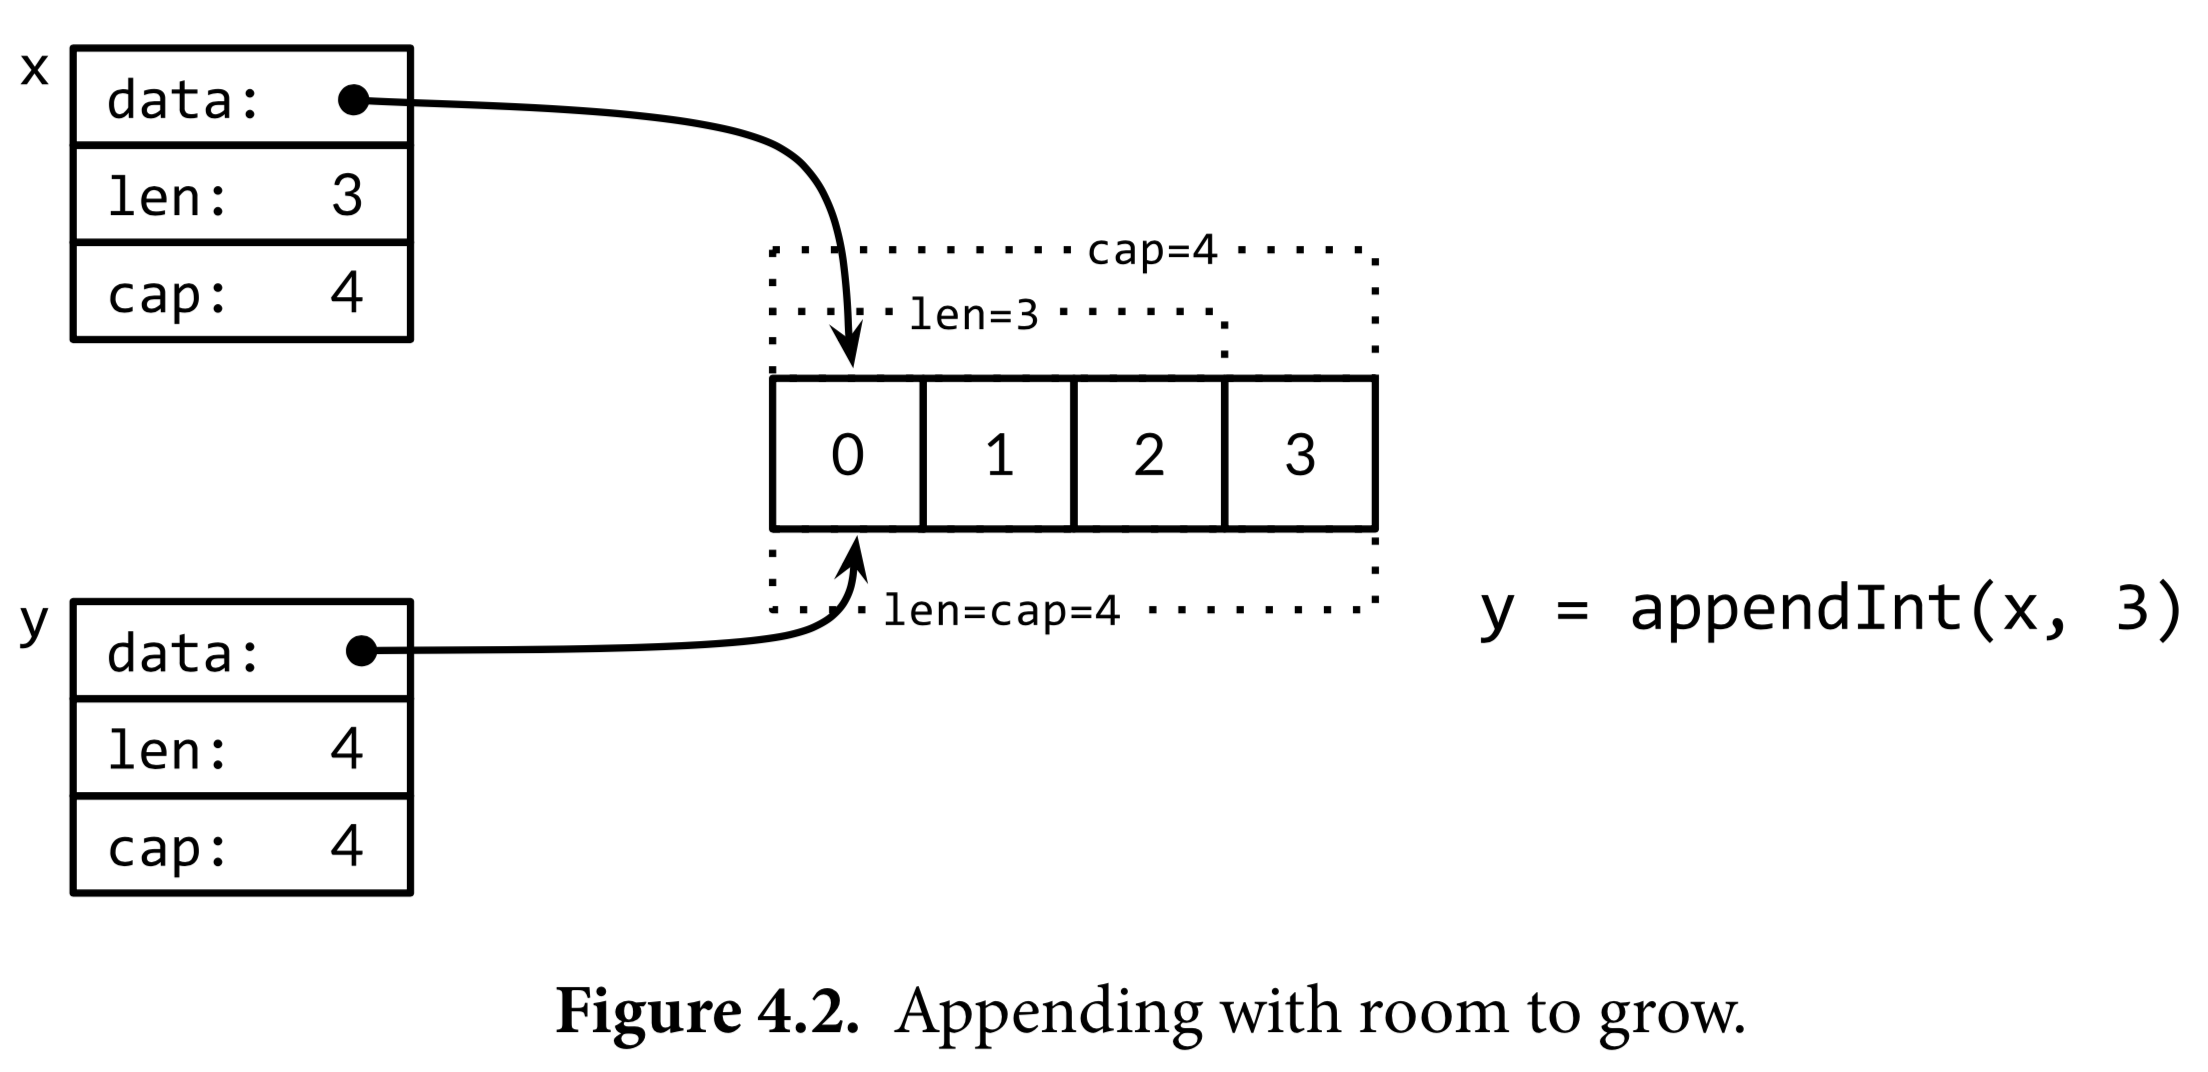 x
data:
len: 3
cap: 4
cap=4
len=3
0 1 2 3
len=cap=4
y = appendInt(x, 3)
y
data:
len: 4
cap: 4
Figure 4.2. Appending with room to grow.